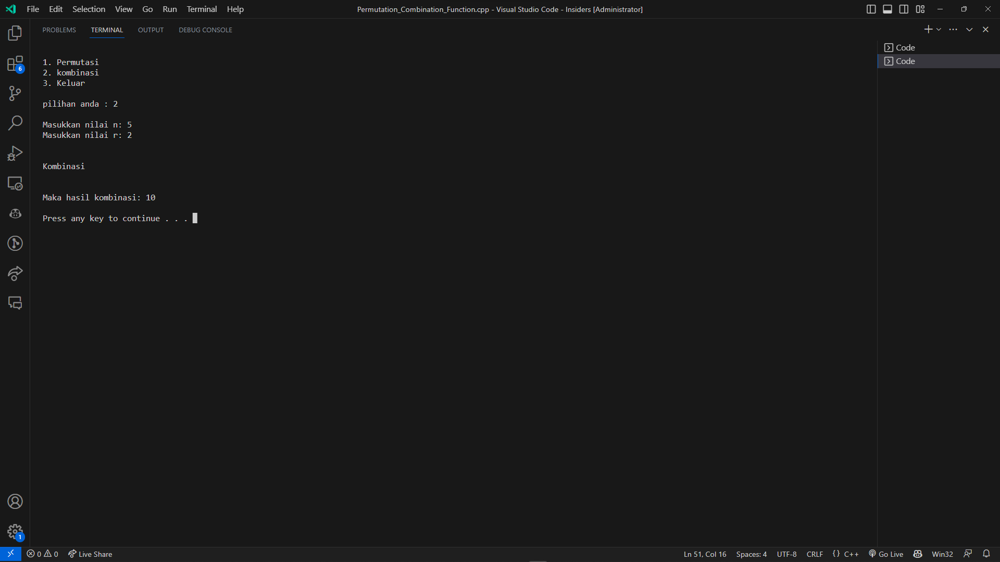 File Edit Selection View Go Run Terminal Help
Permutation_Combination_Function.cpp - Visual Studio Code - Insiders [Administrator]
PROBLEMS TERMINAL OUTPUT DEBUG CONSOLE
Code
Code
1. Permutasi
2. kombinasi
3. Keluar
pilihan anda : 2
Masukkan nilai n: 5
Masukkan nilai r: 2
Kombinasi
Maka hasil kombinasi: 10
Press any key to continue . . .
6
1
0 0 Live Share
Ln 51, Col 16 Spaces: 4 UTF-8 CRLF {} C++ Go Live Win32